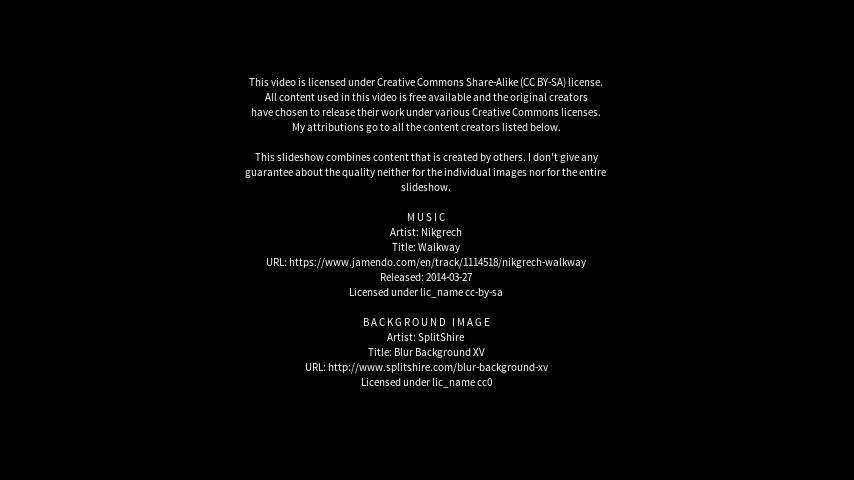 This video is licensed under Creative Commons Share-Alike (CC BY-SA) license.
All content used in this video is free available and the original creators
have chosen to release their work under various Creative Commons licenses.
My attributions go to all the content creators listed below.
This slideshow combines content that is created by others. I don't give any
guarantee about the quality neither for the individual images nor for the entire
slideshow.
MUSIC
Artist: Nikgrech
Title: Walkway
URL: https://www.jamendo.com/en/track/1114518/nikgrech-walkway
Released: 2014-03-27
Licensed under lic_name cc-by-sa
BACKGROUND IMAGE
Artist: SplitShire
Title: Blur Background XV
URL: http://www.splitshire.com/blur-background-xv
Licensed under lic_name cc0